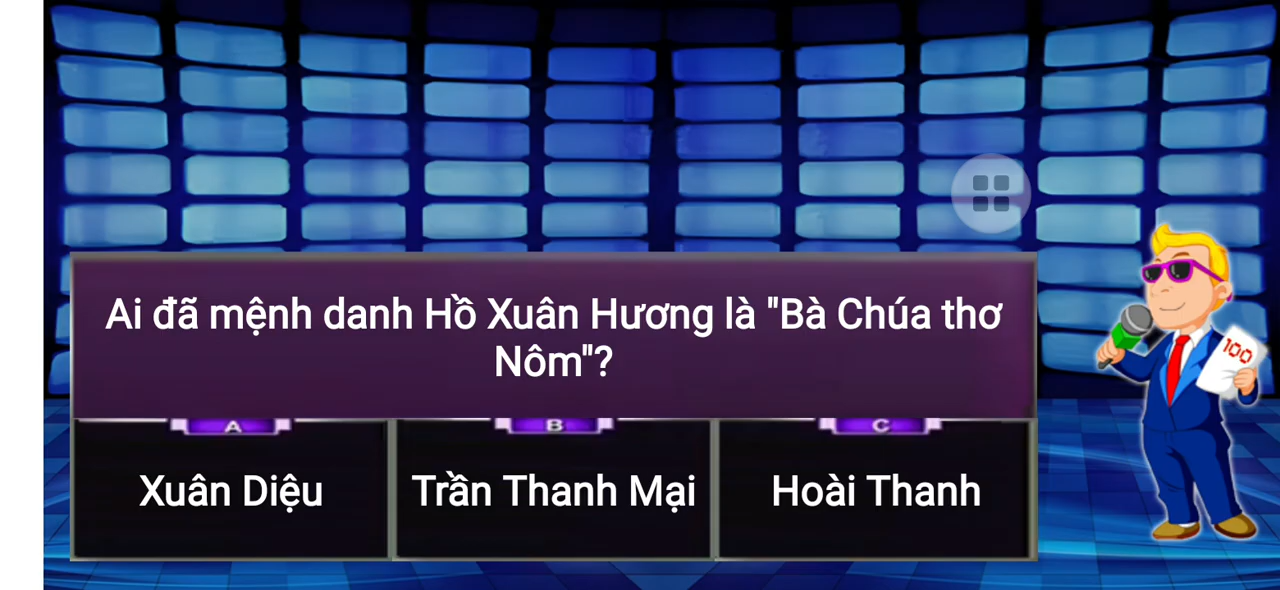 Ai đã mệnh danh Hồ Xuân Hương là "Bà Chúa thơ
Nôm"?
A
B
C
Xuân Diệu
Trần Thanh Mại
Hoài Thanh
100